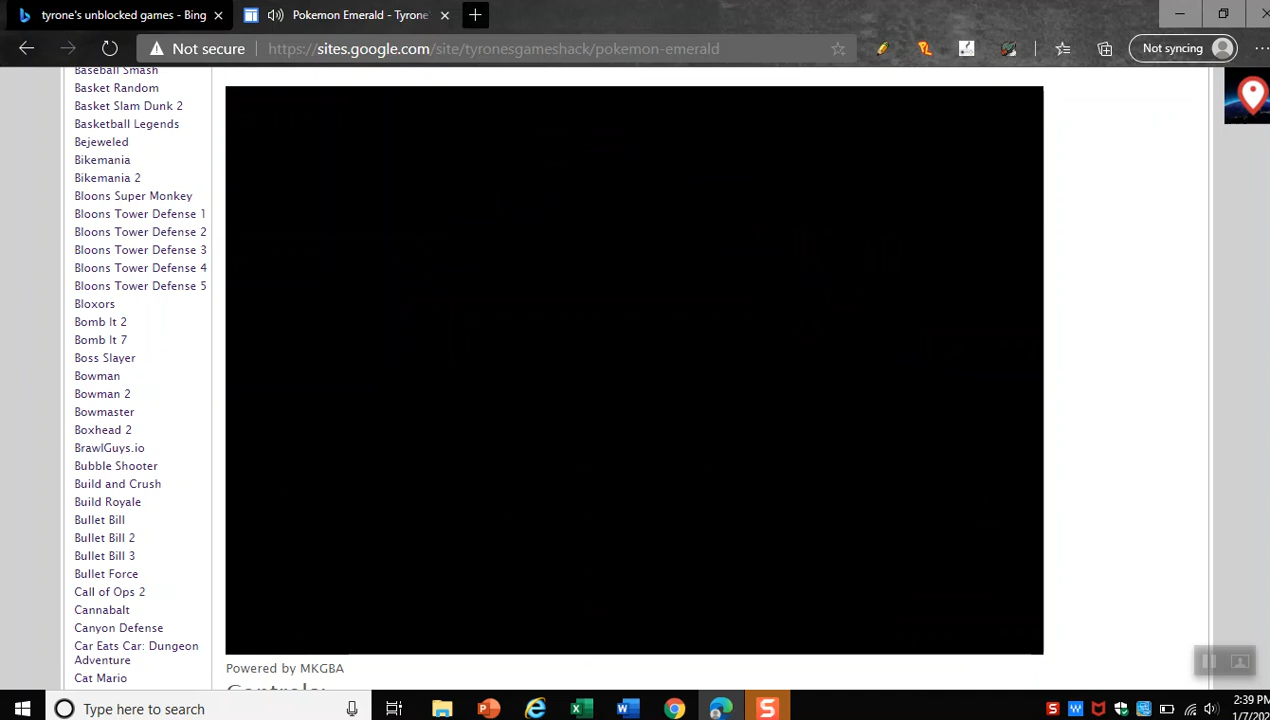 tyrone's unblocked games - Bing
Pokemon Emerald - Tyrone'
Not secure
https://sites.google.com/site/tyronesgameshack/pokemon-emerald
Not syncing
Baseball Smash
Basket Random
Basket Slam Dunk 2
Basketball Legends
Bejeweled
Bikemania
Bikemania 2
Bloons Super Monkey
Bloons Tower Defense 1
Bloons Tower Defense 2
Bloons Tower Defense 3
Bloons Tower Defense 4
Bloons Tower Defense 5
Bloxors
Bomb It 2
Bomb It 7
Boss Slayer
Bowman
Bowman 2
Bowmaster
Boxhead 2
BrawlGuys.io
Bubble Shooter
Build and Crush
Build Royale
Bullet Bill
Bullet Bill 2
Bullet Bill 3
Bullet Force
Call of Ops 2
Cannabalt
Canyon Defense
Car Eats Car: Dungeon
Adventure
Cat Mario
Powered by MKGBA
Controls:
Type here to search
2:39 PM
1/7/202